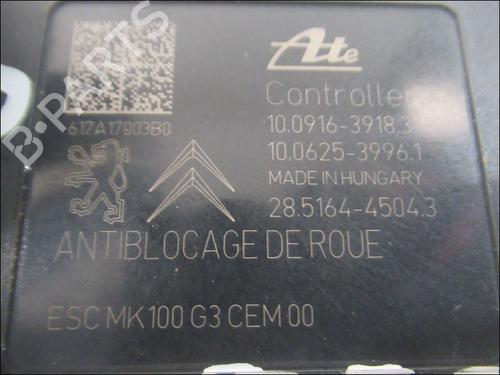 Ate
617A17003B0
Controlle
10.0916-3918.3
10.0625-3996.1
MADE IN HUNGARY
28.5164-4504.3
ANTIBLOCAGE DE ROUE
ESC MK100 G3 CEM 00
B-PARTS